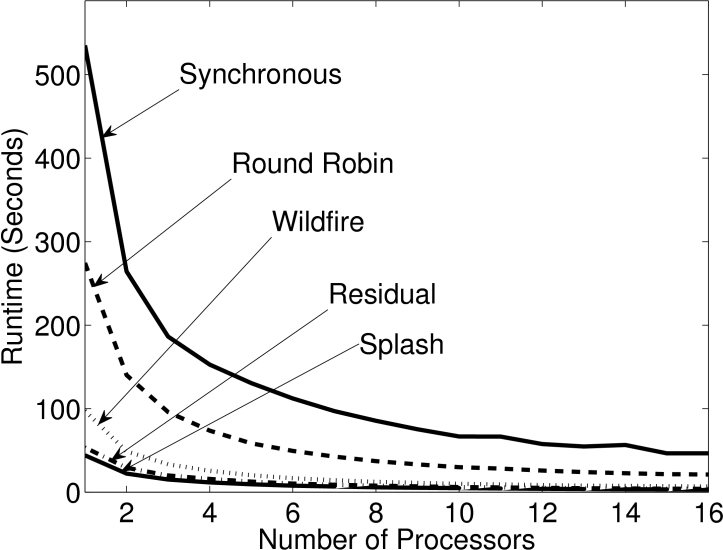 500
Synchronous
400
Round Robin
Wildfire
300
Residual
200
Splash
100
0
2 4 6 8 10 12 14 16
Number of Processors
Runtime (Seconds)